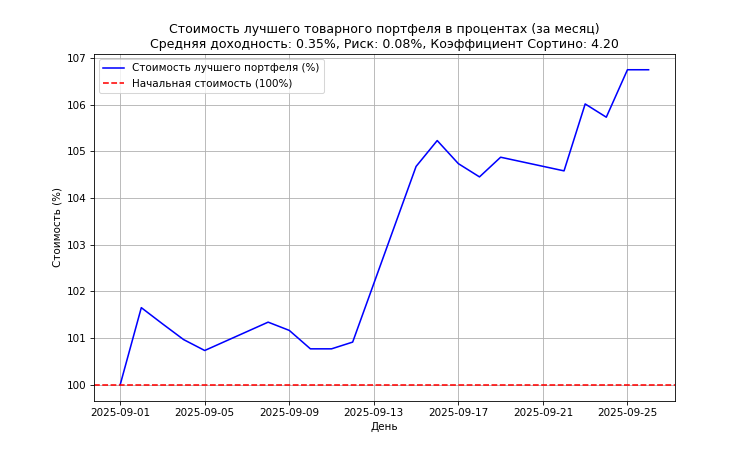 Стоимость лучшего товарного портфеля в процентах (за месяц)
Средняя доходность: 0.35%, Риск: 0.08%, Коэффициент Сортино: 4.20
Стоимость лучшего портфеля (%)
Начальная стоимость (100%)
Стоимость (%)
107
106
105
104
103
102
101
100
2025-09-01 2025-09-05 2025-09-09 2025-09-13 2025-09-17 2025-09-21 2025-09-25
День